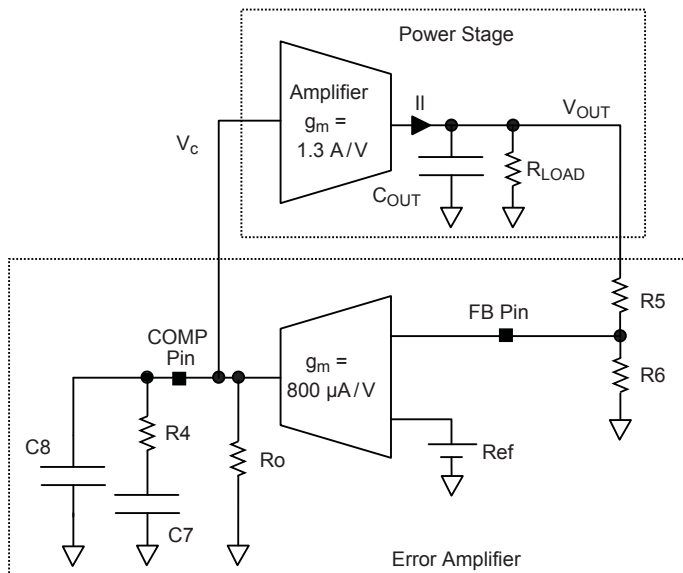 Power Stage
Amplifier
gm =
1.3 A/V
Il
VOUT
Vc
COUT
RLOAD
R5
FB Pin
COMP
Pin
gm =
800 µA/V
R6
R4
C8
Ro
Ref
C7
Error Amplifier